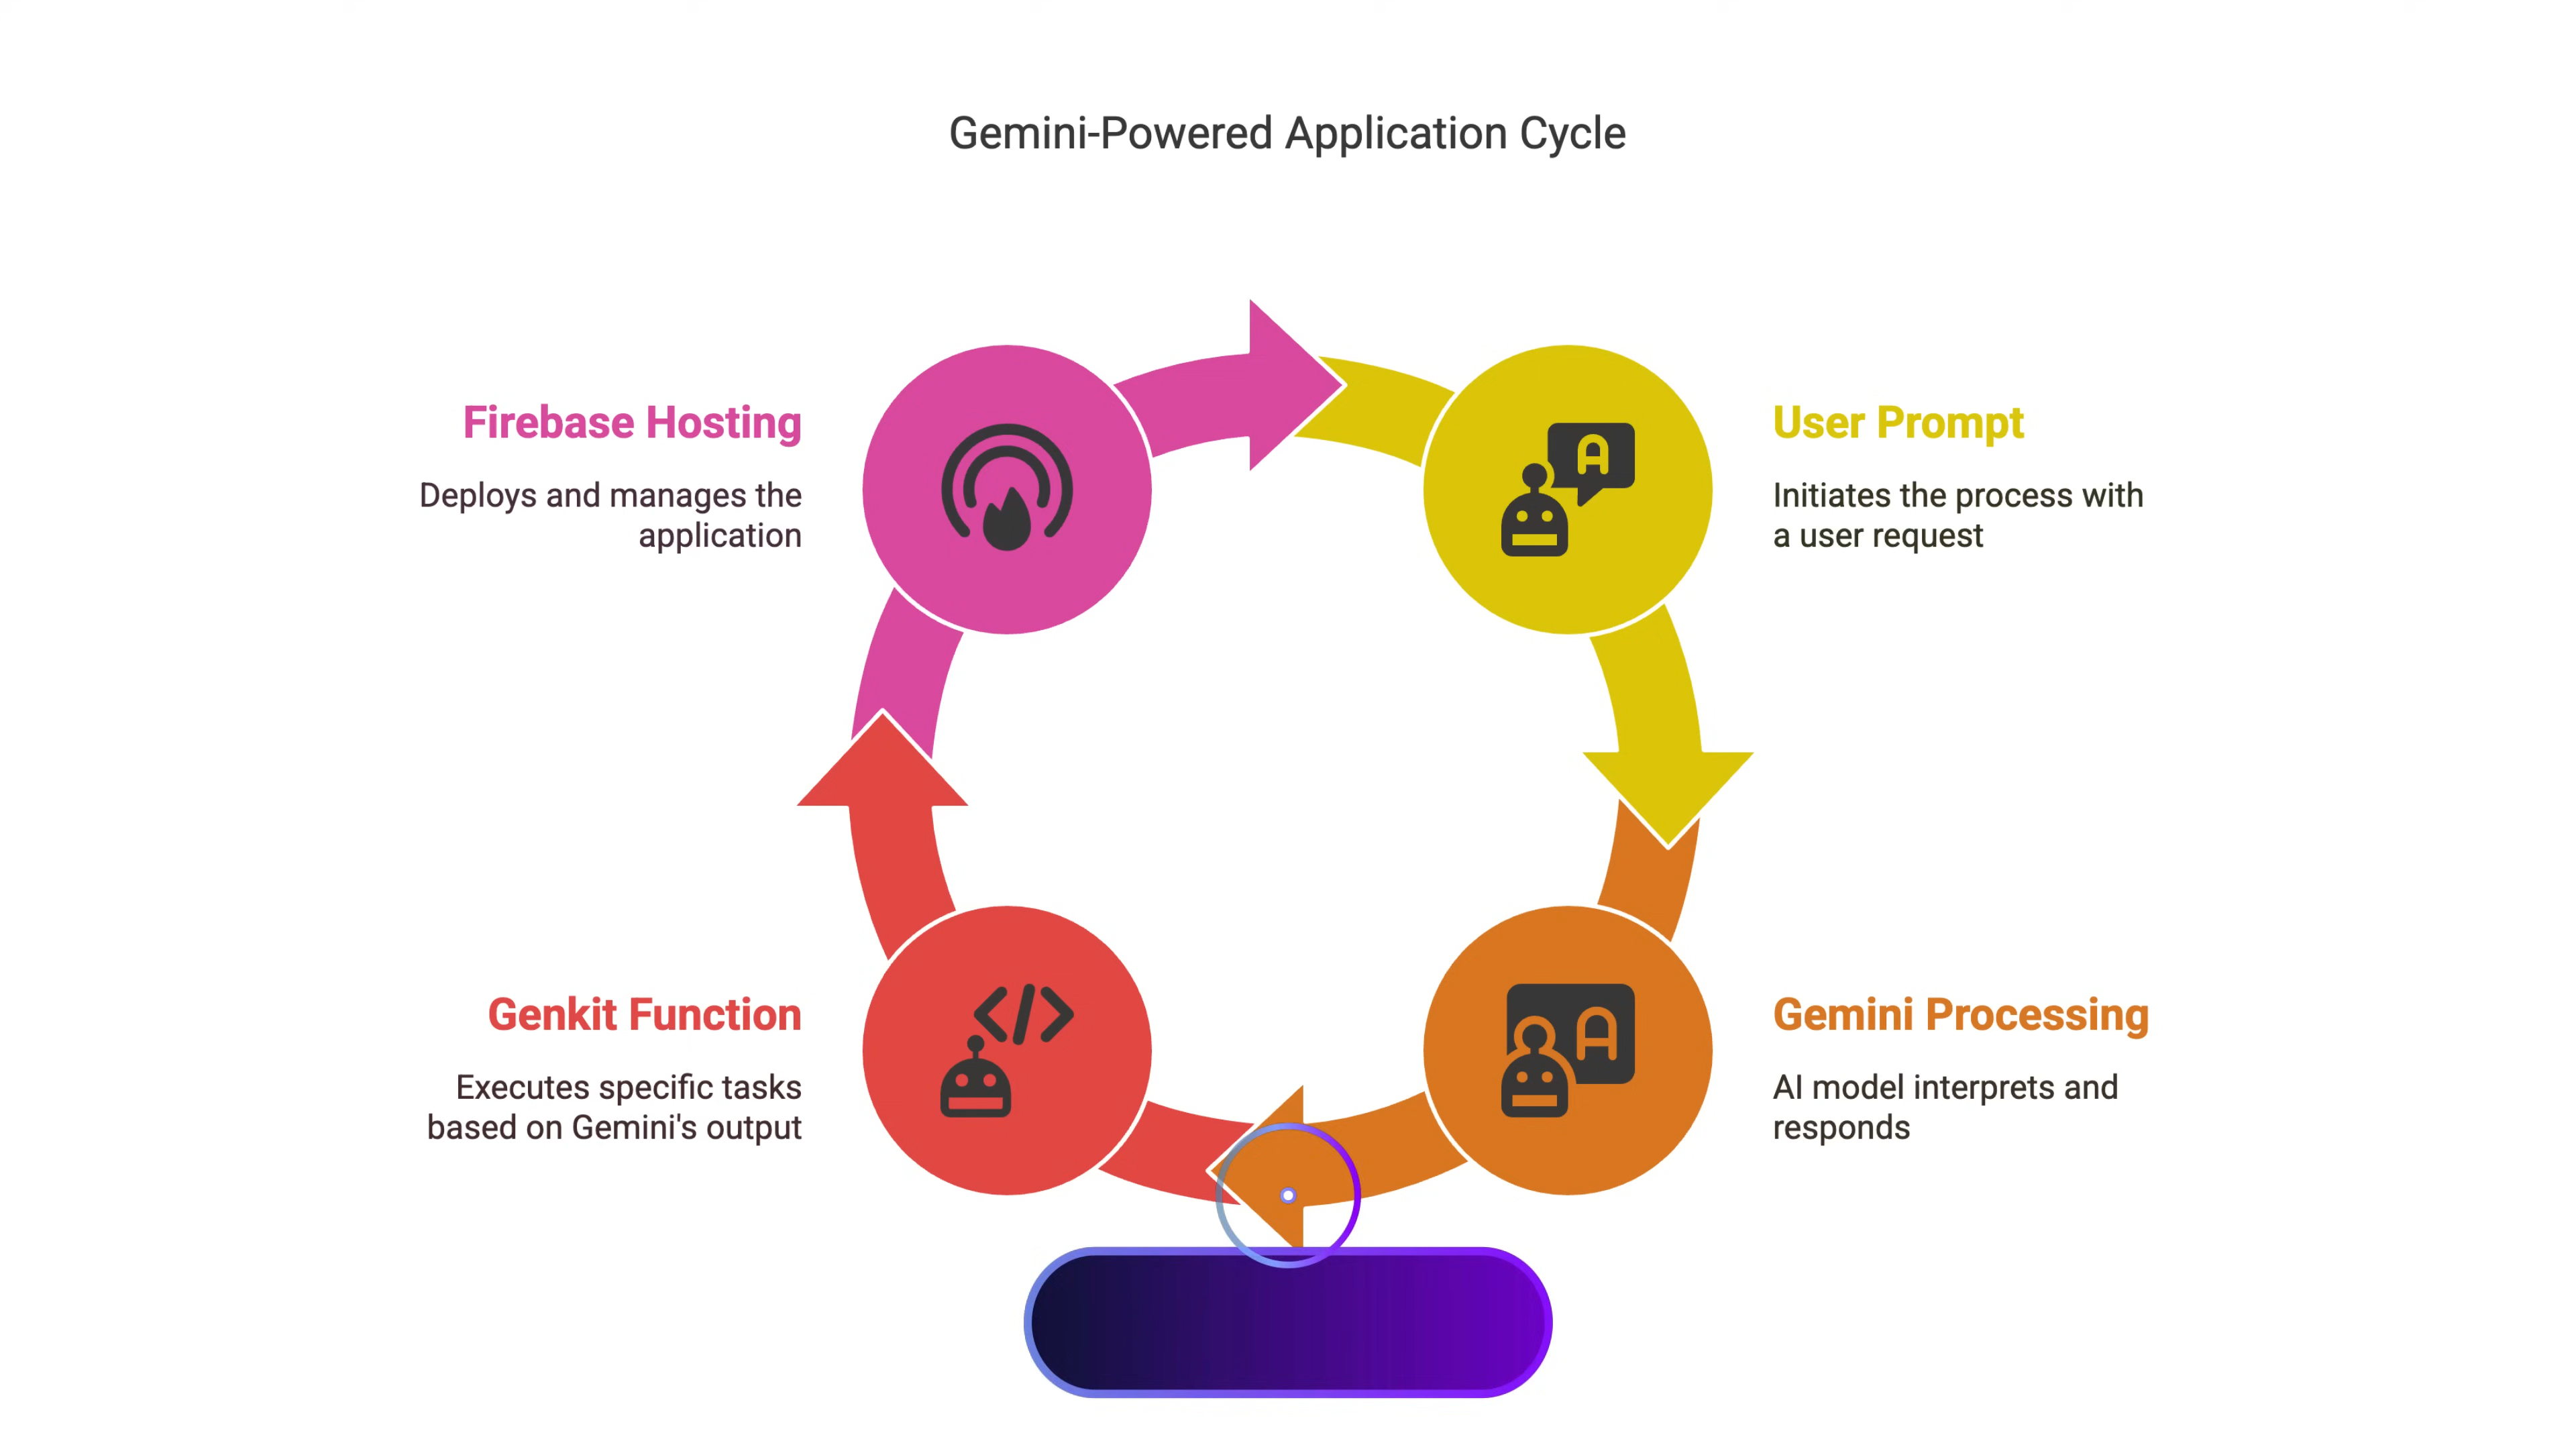 Gemini-Powered Application Cycle
Firebase Hosting
Deploys and manages the
application
User Prompt
Initiates the process with
a user request
Genkit Function
Executes specific tasks
based on Gemini's output
Gemini Processing
AI model interprets and
responds